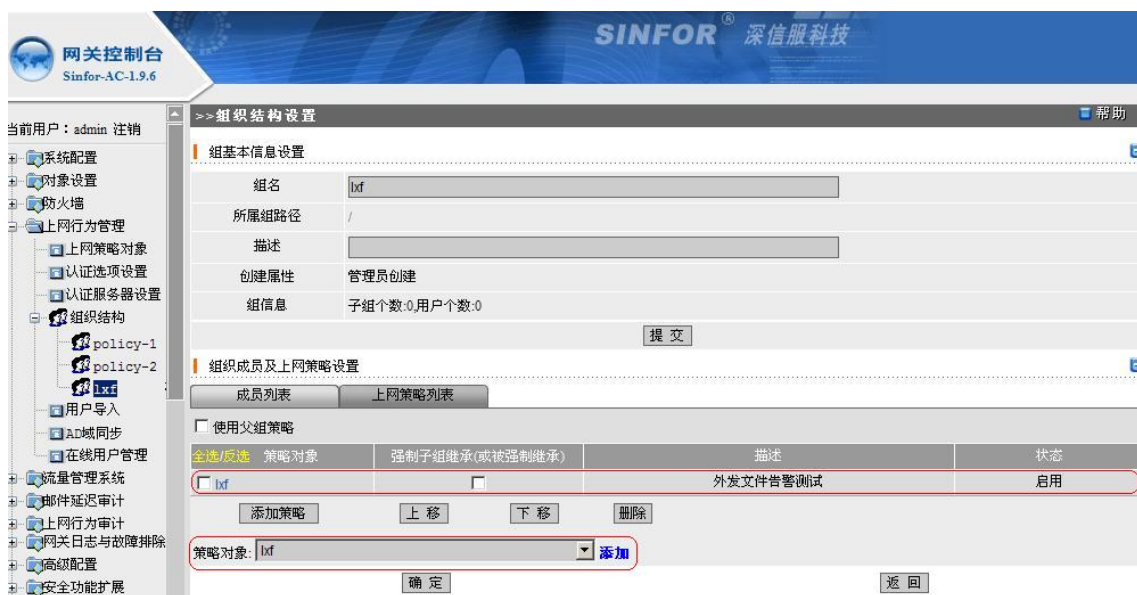 SINFOR® 深信服科技
网关控制台
Sinfor-AC-1.9.6
当前用户：admin 注销
系统配置
对象设置
防火墙
上网行为管理
上网策略对象
认证选项设置
认证服务器设置
组织结构
policy-1
policy-2
lxf
用户导入
AD域同步
在线用户管理
流量管理系统
邮件延迟审计
上网行为审计
网关日志与故障排除
高级配置
安全功能扩展
>>组织结构设置 帮助
组基本信息设置
组名 lxf
所属组路径 /
描述
创建属性 管理员创建
组信息 子组个数:0,用户个数:0
提 交
组织成员及上网策略设置
成员列表 上网策略列表
使用父组策略
全选/反选 策略对象 强制子组继承(或被强制继承) 描述 状态
lxf 外发文件告警测试 启用
添加策略 上 移 下 移 删除
策略对象: lxf 添加
确 定 返 回